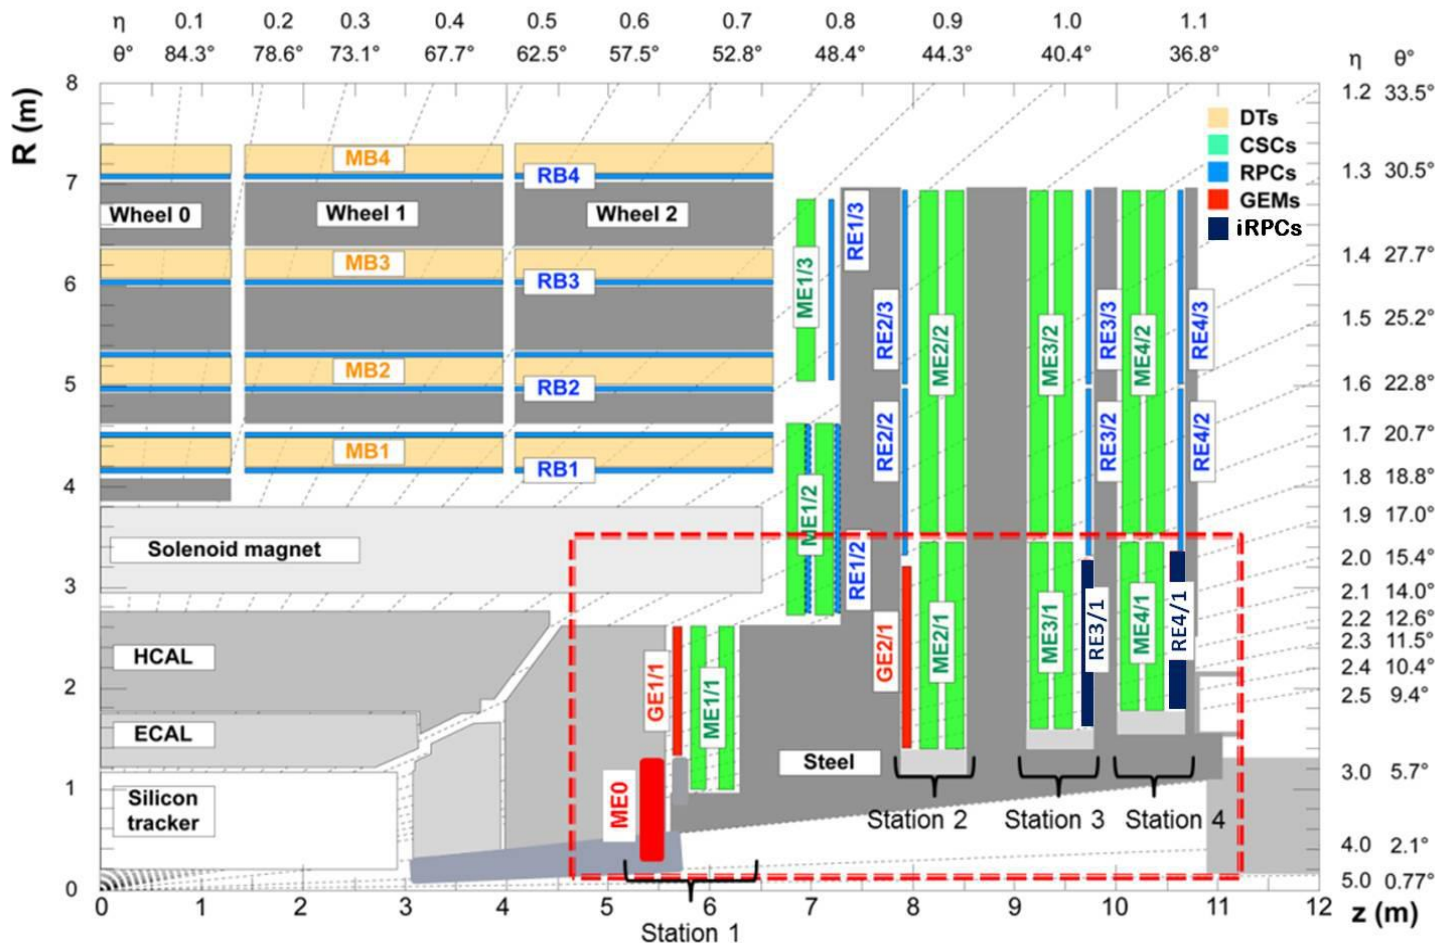 η 0.1 0.2 0.3 0.4 0.5 0.6 0.7 0.8 0.9 1.0 1.1
θ° 84.3° 78.6° 73.1° 67.7° 62.5° 57.5° 52.8° 48.4° 44.3° 40.4° 36.8° η θ°
R (m)
8
7
6
5
4
3
2
1
0
1.2 33.5°
1.3 30.5°
1.4 27.7°
1.5 25.2°
1.6 22.8°
1.7 20.7°
1.8 18.8°
1.9 17.0°
2.0 15.4°
2.1 14.0°
2.2 12.6°
2.3 11.5°
2.4 10.4°
2.5 9.4°
3.0 5.7°
4.0 2.1°
5.0 0.77°
DTs
CSCs
RPCs
GEMs
iRPCs
MB4
RB4
Wheel 0 Wheel 1 Wheel 2
MB3
RB3
MB2
RB2
MB1
RB1
Solenoid magnet
HCAL
ECAL
Silicon
tracker
ME1/3
RE1/3
ME1/2
RE1/2
RE2/3
RE2/2
ME2/2
ME3/2
RE3/3
RE3/2
ME4/2
RE4/3
RE4/2
GE1/1
ME1/1
ME0
GE2/1
ME2/1
ME3/1
RE3/1
ME4/1
RE4/1
Steel
Station 2 Station 3 Station 4
0 1 2 3 4 5 6 7 8 9 10 11 12
z (m)
Station 1